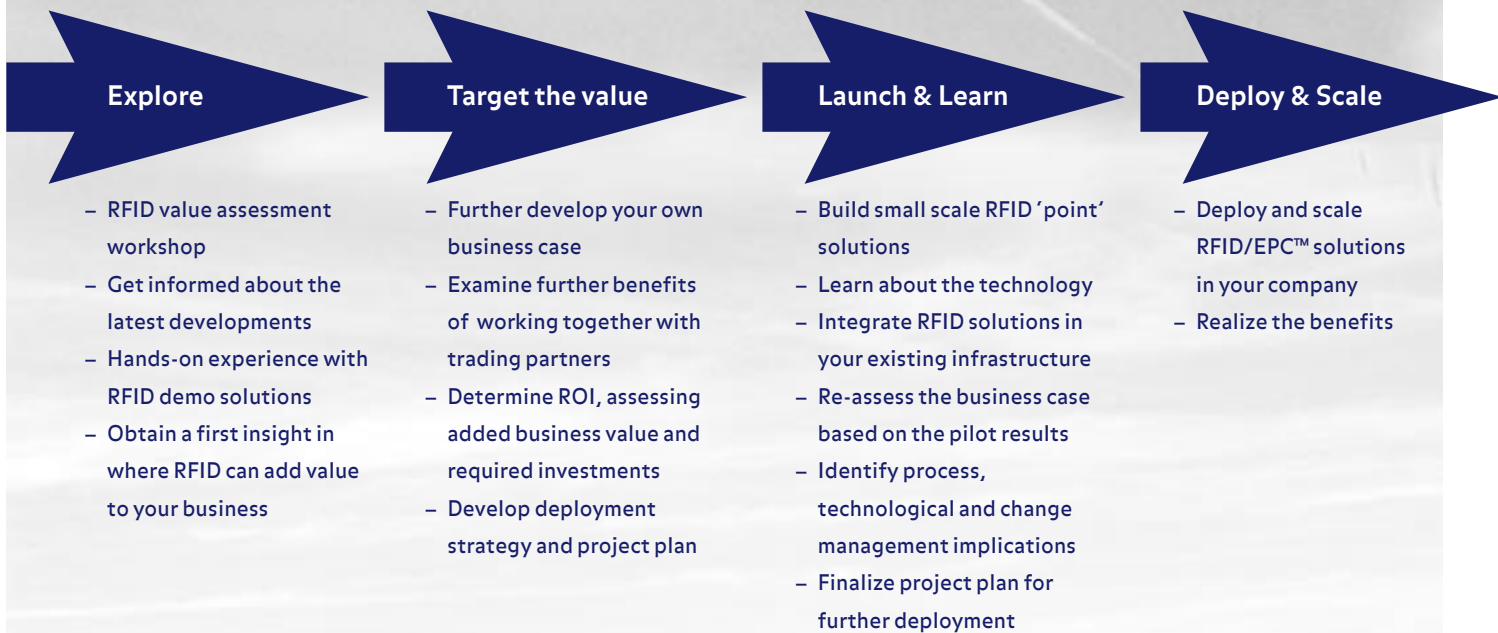 Explore
– RFID value assessment
workshop
– Get informed about the
latest developments
– Hands-on experience with
RFID demo solutions
– Obtain a first insight in
where RFID can add value
to your business
Target the value
– Further develop your own
business case
– Examine further benefits
of working together with
trading partners
– Determine ROI, assessing
added business value and
required investments
– Develop deployment
strategy and project plan
Launch & Learn
– Build small scale RFID ‘point‘
solutions
– Learn about the technology
– Integrate RFID solutions in
your existing infrastructure
– Re-assess the business case
based on the pilot results
– Identify process,
technological and change
management implications
– Finalize project plan for
further deployment
Deploy & Scale
– Deploy and scale
RFID/EPC™ solutions
in your company
– Realize the benefits